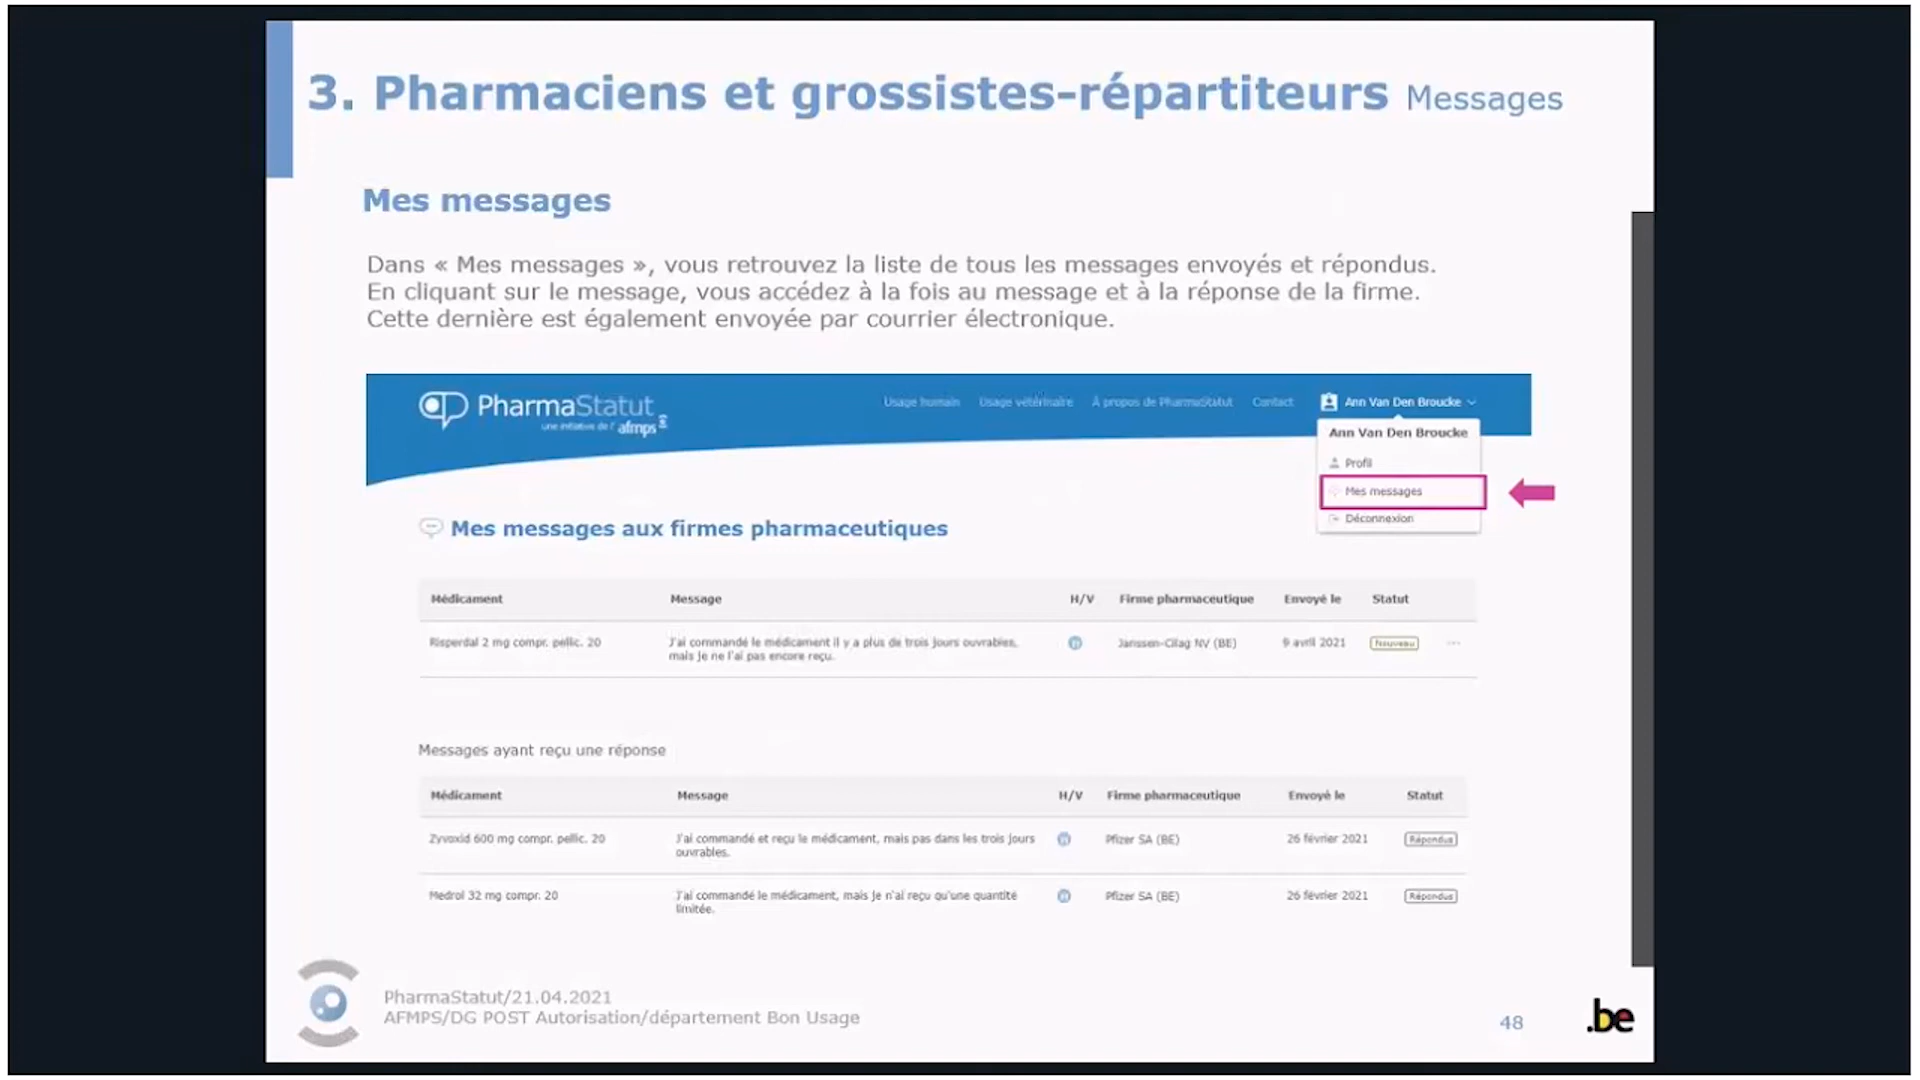 3. Pharmaciens et grossistes-répartiteurs Messages
Mes messages
Dans « Mes messages », vous retrouvez la liste de tous les messages envoyés et répondus.
En cliquant sur le message, vous accédez à la fois au message et à la réponse de la firme.
Cette dernière est également envoyée par courrier électronique.
PharmaStatut
une initiative de l' afmps
Usage humain Usage vétérinaire À propos de PharmaStatut Contact Ann Van Den Broucke
Ann Van Den Broucke
Profil
Mes messages
Déconnexion
Mes messages aux firmes pharmaceutiques
Médicament Message H/V Firme pharmaceutique Envoyé le Statut
Risperdal 2 mg compr. pellic. 20 J'ai commandé le médicament il y a plus de trois jours ouvrables, Janssen-Cilag NV (BE) 9 avril 2021 Nouveau ...
mais je ne l'ai pas encore reçu.
Messages ayant reçu une réponse
Médicament Message H/V Firme pharmaceutique Envoyé le Statut
Zyvoxid 600 mg compr. pellic. 20 J'ai commandé et reçu le médicament, mais pas dans les trois jours Pfizer SA (BE) 26 février 2021 Répondus
ouvrables.
Medrol 32 mg compr. 20 J'ai commandé le médicament, mais je n'ai reçu qu'une quantité Pfizer SA (BE) 26 février 2021 Répondus
limitée.
PharmaStatut/21.04.2021
AFMPS/DG POST Autorisation/département Bon Usage
48
.be